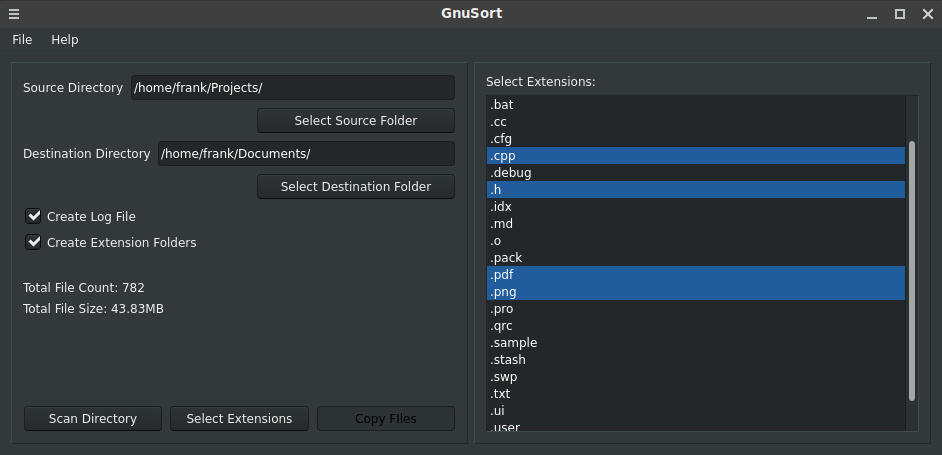 GnuSort
File Help
Source Directory /home/frank/Projects/
Select Source Folder
Destination Directory /home/frank/Documents/
Select Destination Folder
Create Log File
Create Extension Folders
Total File Count: 782
Total File Size: 43.83MB
Scan Directory Select Extensions Copy FIles
Select Extensions:
.bat
.cc
.cfg
.cpp
.debug
.h
.idx
.md
.o
.pack
.pdf
.png
.pro
.qrc
.sample
.stash
.swp
.txt
.ui
.user